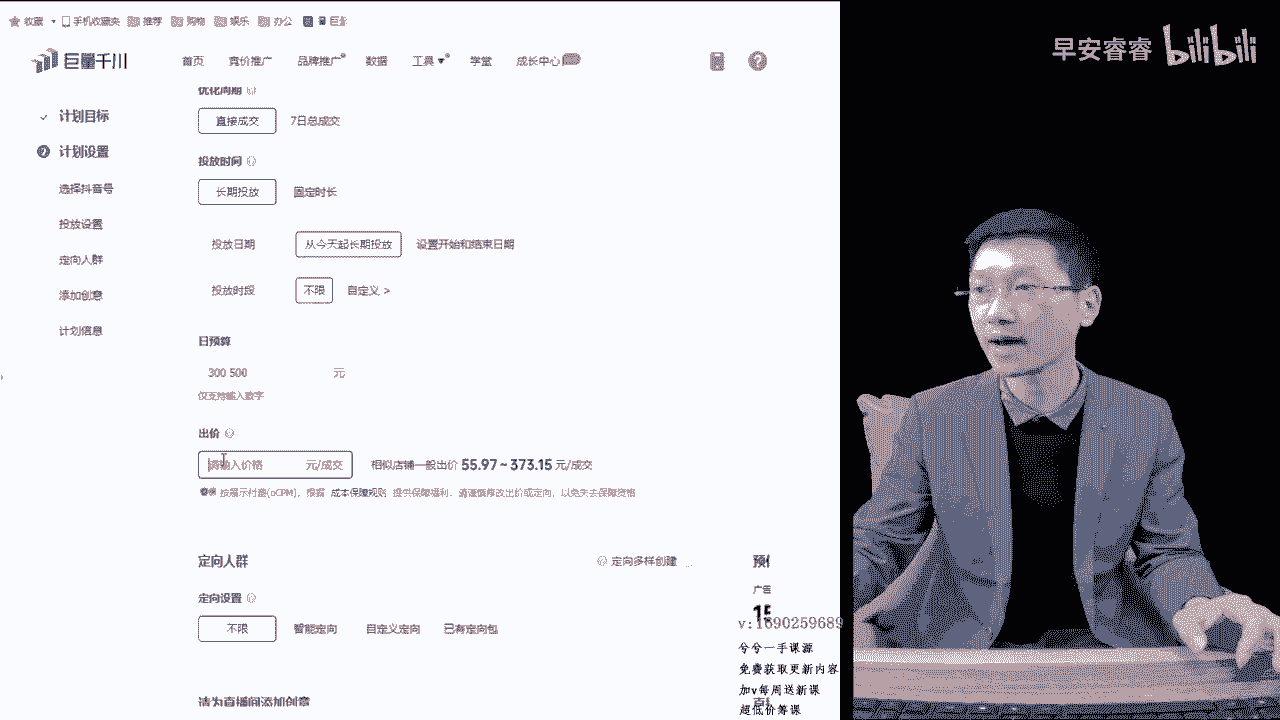 收藏 手机收藏夹 推荐 购物 娱乐 办公 巨量
早安睿睿 bilibili
巨量千川 首页 竞价推广 品牌推广 数据 工具 学堂 成长中心
优化周期
计划目标
直接成交 7日总成交
计划设置
投放时间
选择抖音号
长期投放 固定时长
投放设置
投放日期 从今天起长期投放 设置开始和结束日期
定向人群
添加创意
投放时段 不限 自定义 >
计划信息
日预算
300 500 元
仅支持输入数字
出价
请输入价格 元/成交 相似店铺一般出价 55.97 ~ 373.15 元/成交
按展示付费(oCPM)，根据 成本保障规则 提供保障福利，请谨慎修改出价或定向，以免失去保障资格
定向人群 定向多样创建
定向设置
广告
不限 智能定向 自定义定向 已有定向包
v:1690259689
兮兮一手课源
免费获取更新内容
加v每周送新课
超低价筹课
请为直播间添加创意